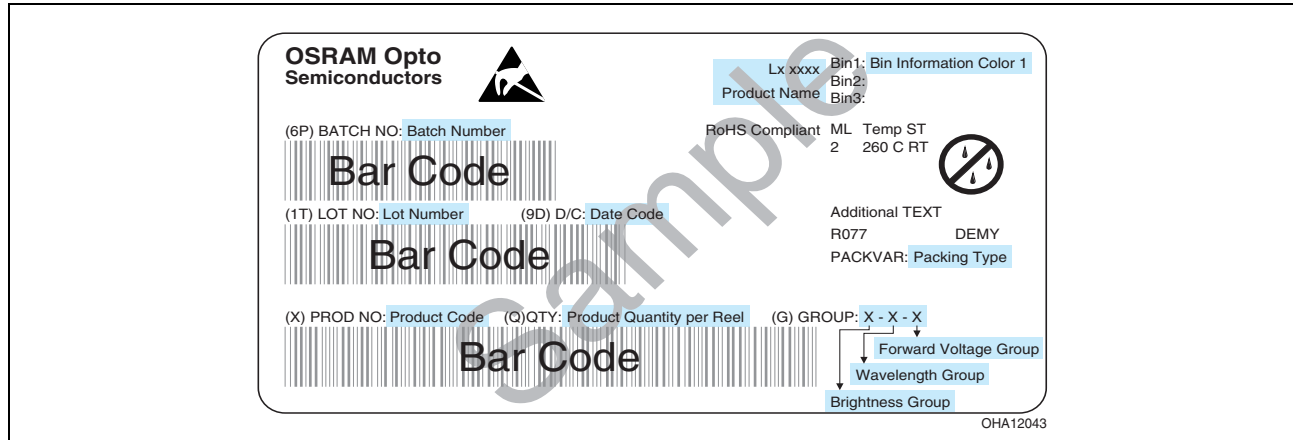 OSRAM Opto
Semiconductors
Lx xxxx
Product Name
Bin1: Bin Information Color 1
Bin2:
Bin3:
(6P) BATCH NO: Batch Number
Bar Code
RoHS Compliant
ML Temp ST
2 260 C RT
(1T) LOT NO: Lot Number (9D) D/C: Date Code
Bar Code
Additional TEXT
R077 DEMY
PACKVAR: Packing Type
(X) PROD NO: Product Code (Q)QTY: Product Quantity per Reel (G) GROUP: X - X - X
Bar Code
Forward Voltage Group
Wavelength Group
Brightness Group
Sample
OHA12043